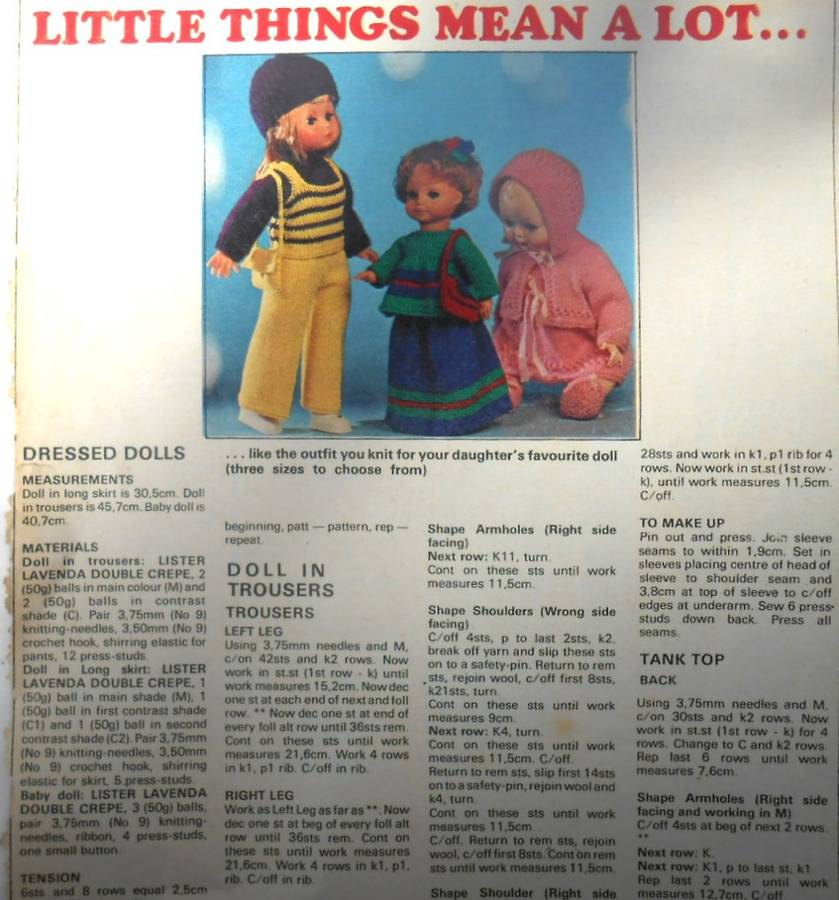 LITTLE THINGS MEAN A LOT...
DRESSED DOLLS
MEASUREMENTS
Doll in long skirt is 30,5cm. Doll
in trousers is 45,7cm. Baby doll is
40,7cm.
MATERIALS
Doll in trousers: LISTER
LAVENDA DOUBLE CREPE, 2
(50g) balls in main colour (M) and
2 (50g) balls in contrast
shade (C). Pair 3,75mm (No 9)
knitting-needles, 3,50mm (No 9)
crochet hook, shirring elastic for
pants, 12 press-studs.
Doll in Long skirt: LISTER
LAVENDA DOUBLE CREPE, 1
(50g) ball in main shade (M), 1
(50g) ball in first contrast shade
(C1) and 1 (50g) ball in second
contrast shade (C2). Pair 3,75mm
(No 9) knitting-needles, 3,50mm
(No 9) crochet hook, shirring
elastic for skirt, 5 press-studs.
Baby doll: LISTER LAVENDA
DOUBLE CREPE, 3 (50g) balls,
pair 3,75mm (No 9) knitting-
needles, ribbon, 4 press-studs,
one small button.
TENSION
6sts and 8 rows equal 2,5cm
. . . like the outfit you knit for your daughter's favourite doll
(three sizes to choose from)
beginning, patt — pattern, rep —
repeat.
DOLL IN
TROUSERS
TROUSERS
LEFT LEG
Using 3,75mm needles and M,
c/on 42sts and k2 rows. Now
work in st.st (1st row - k) until
work measures 15,2cm. Now dec
one st at each end of next and foll
row. ** Now dec one st at end of
every foll alt row until 36sts rem.
Cont on these sts until work
measures 21,6cm. Work 4 rows
in k1, p1 rib. C/off in rib.
RIGHT LEG
Work as Left Leg as far as **. Now
dec one st at beg of every foll alt
row until 36sts rem. Cont on
these sts until work measures
21,6cm. Work 4 rows in k1, p1,
rib. C/off in rib.
Shape Armholes (Right side
facing)
Next row: K11, turn.
Cont on these sts until work
measures 11,5cm.
Shape Shoulders (Wrong side
facing)
C/off 4sts, p to last 2sts, k2,
break off yarn and slip these sts
on to a safety-pin. Return to rem
sts, rejoin wool, c/off first 8sts,
k21sts, turn.
Cont on these sts until work
measures 9cm.
Next row: K4, turn.
Cont on these sts until work
measures 11,5cm. C/off.
Return to rem sts, slip first 14sts
on to a safety-pin, rejoin wool and
k4, turn.
Cont on these sts until work
measures 11,5cm.
C/off. Return to rem sts, rejoin
wool, c/off first 8sts. Cont on rem
sts until work measures 11,5cm.
Shape Shoulder (Right side
28sts and work in k1, p1 rib for 4
rows. Now work in st.st (1st row -
k), until work measures 11,5cm.
C/off.
TO MAKE UP
Pin out and press. Join sleeve
seams to within 1,9cm. Set in
sleeves placing centre of head of
sleeve to shoulder seam and
3,8cm at top of sleeve to c/off
edges at underarm. Sew 6 press-
studs down back. Press all
seams.
TANK TOP
BACK
Using 3,75mm needles and M,
c/on 30sts and k2 rows. Now
work in st.st (1st row - k) for 4
rows. Change to C and k2 rows.
Rep last 6 rows until work
measures 7,6cm.
Shape Armholes (Right side
facing and working in M)
C/off 4sts at beg of next 2 rows.
**
Next row: K.
Next row: K1, p to last st, k1.
Rep last 2 rows until work
measures 12,7cm. C/off